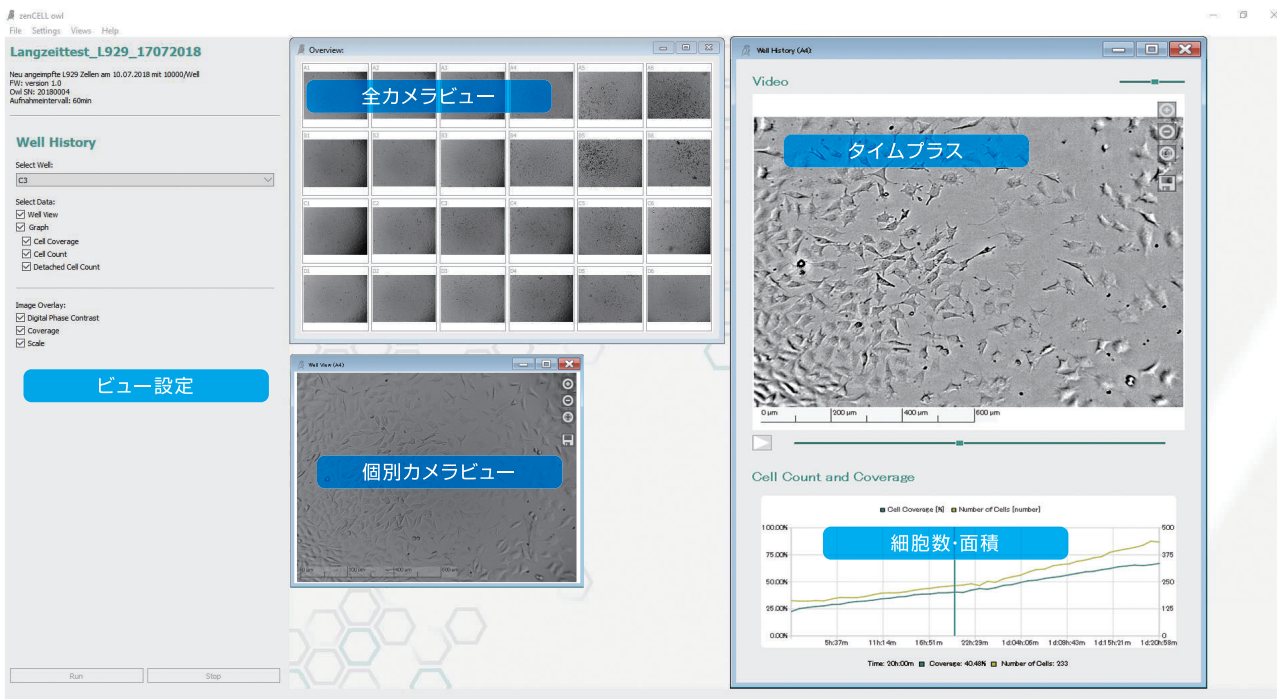 zenCELL owl
File Settings Views Help
Langzeittest_L929_17072018
Neu angeimpfte L929 Zellen am 10.07.2018 mit 10000/Well
FW: version 1.0
Owl SN: 20180004
Aufnahmeintervall: 60min
Well History
Select Well:
C3
Select Data:
Well View
Graph
Cell Coverage
Cell Count
Detached Cell Count
Image Overlay:
Digital Phase Contrast
Coverage
Scale
ビュー設定
Run Stop
Overview:
A1 A2 A3 A4 A5 A6
全カメラビュー
B1 B2 B3 B4 B5 B6
C1 C2 C3 C4 C5 C6
D1 D2 D3 D4 D5 D6
Well View (A4)
個別カメラビュー
Well History (A4):
Video
タイムプラス
0 µm 200 µm 400 µm 600 µm
Cell Count and Coverage
Cell Coverage [%] Number of Cells [number]
細胞数・面積
100.00% 500
75.00% 375
50.00% 250
25.00% 125
0.00% 0
5h:37m 11h:14m 16h:51m 22h:29m 1d:04h:06m 1d:09h:43m 1d:15h:21m 1d:20h:58m
Time: 20h:00m Coverage: 40.48% Number of Cells: 233